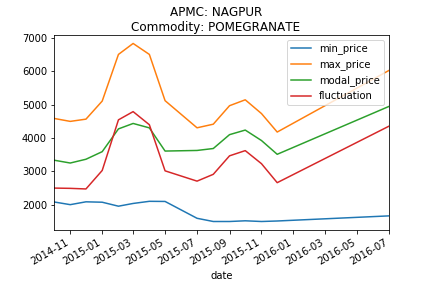 APMC: NAGPUR
Commodity: POMEGRANATE
7000
6000
5000
4000
3000
2000
min_price
max_price
modal_price
fluctuation
2014-11
2015-01
2015-03
2015-05
2015-07
2015-09
2015-11
2016-01
2016-03
2016-05
2016-07
date